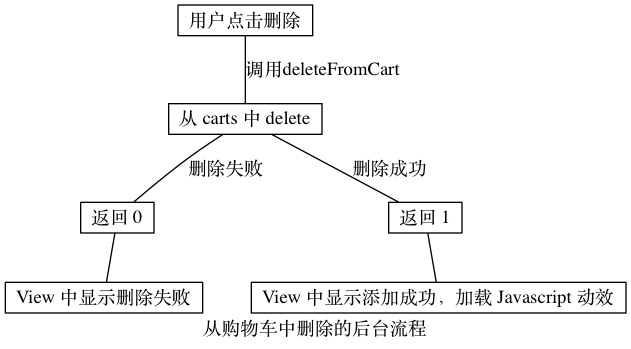 用户点击删除
调用deleteFromCart
从 carts 中 delete
删除失败
删除成功
返回 0
返回 1
View 中显示删除失败
View 中显示添加成功，加载 Javascript 动效
从购物车中删除的后台流程